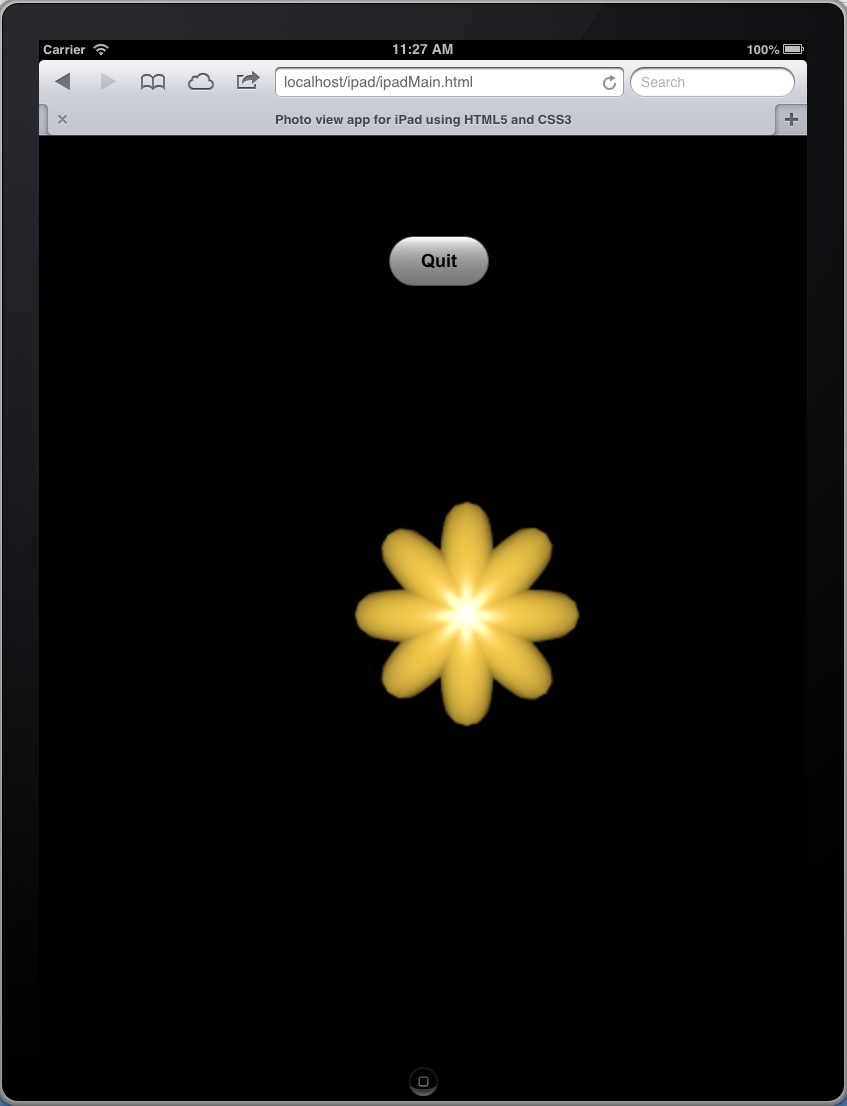 Carrier 11:27 AM 100%
localhost/ipad/ipadMain.html Search
Photo view app for iPad using HTML5 and CSS3
Quit